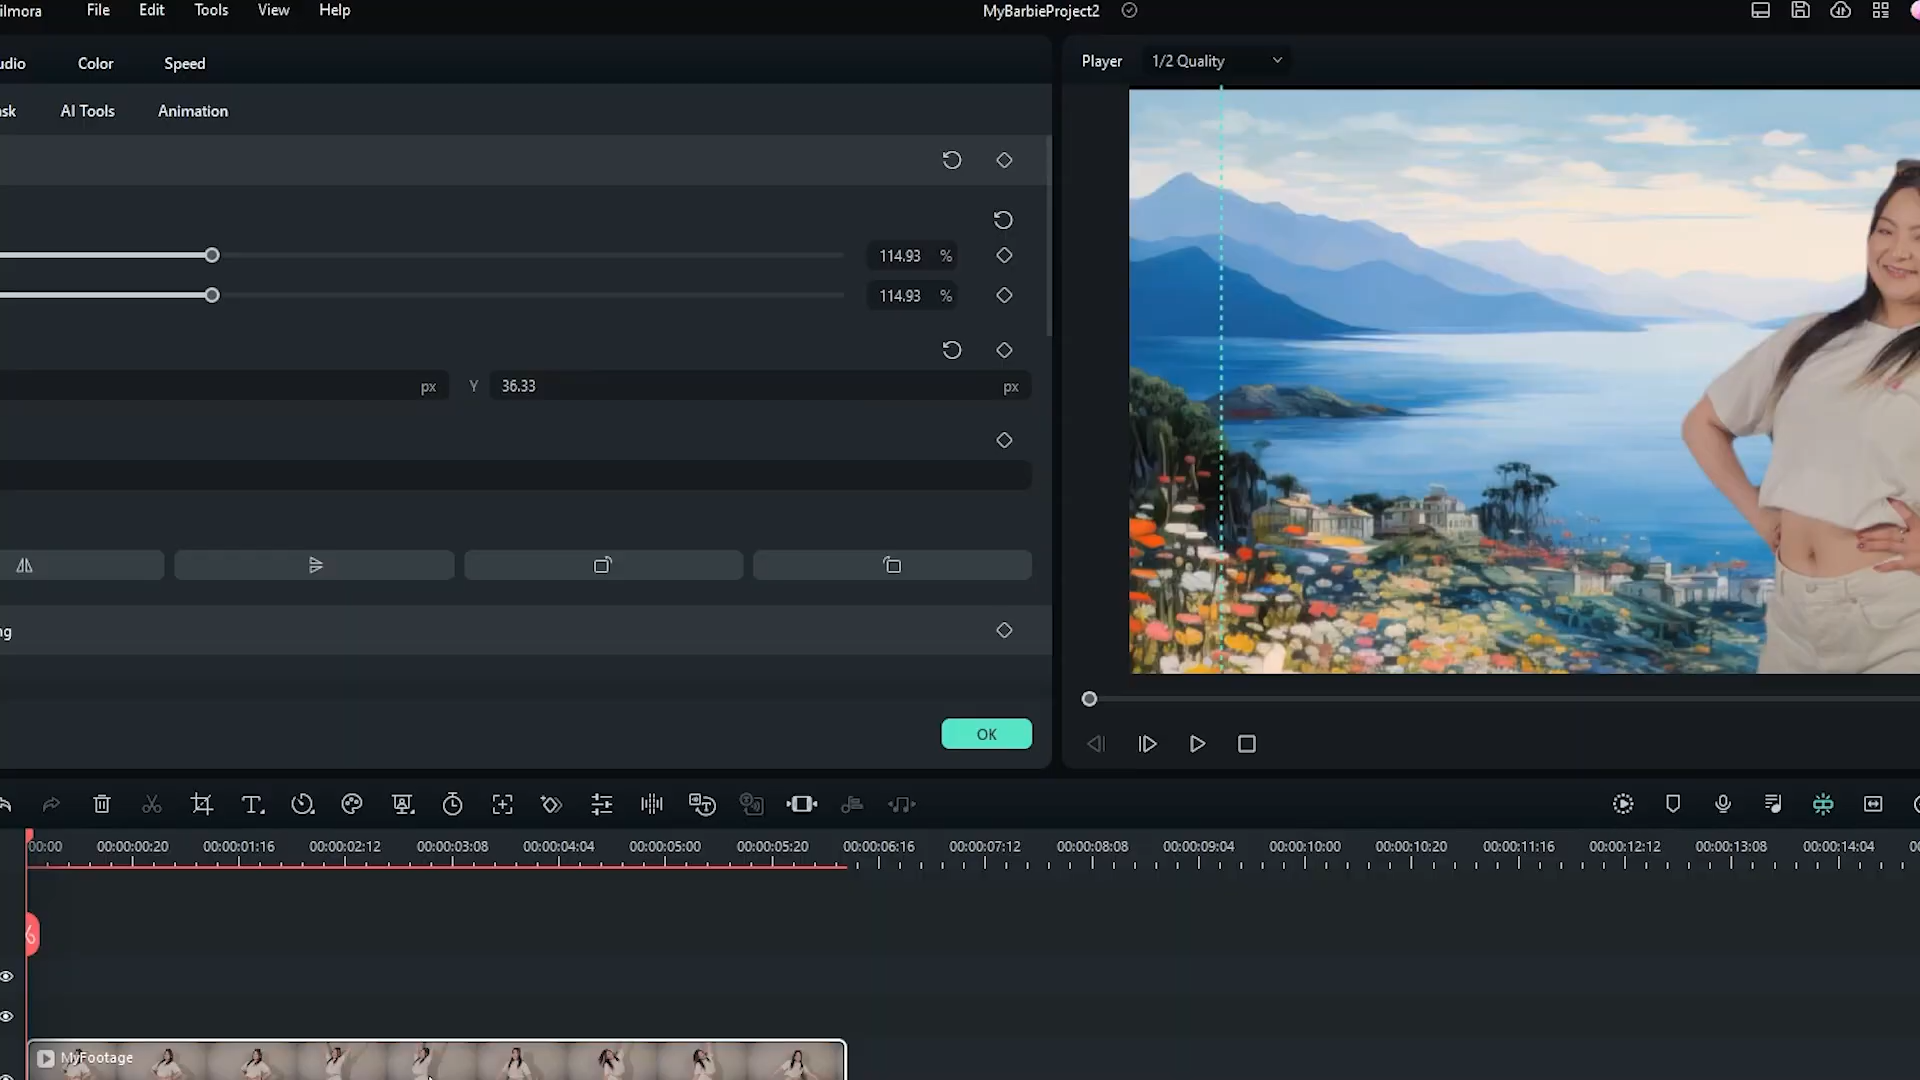 ilmora File Edit Tools View Help MyBarbieProject2
udio Color Speed
Player 1/2 Quality
ask AI Tools Animation
114.93 %
114.93 %
px Y 36.33 px
ng
OK
00:00 00:00:00:20 00:00:01:16 00:00:02:12 00:00:03:08 00:00:04:04 00:00:05:00 00:00:05:20 00:00:06:16 00:00:07:12 00:00:08:08 00:00:09:04 00:00:10:00 00:00:10:20 00:00:11:16 00:00:12:12 00:00:13:08 00:00:14:04 00
MyFootage